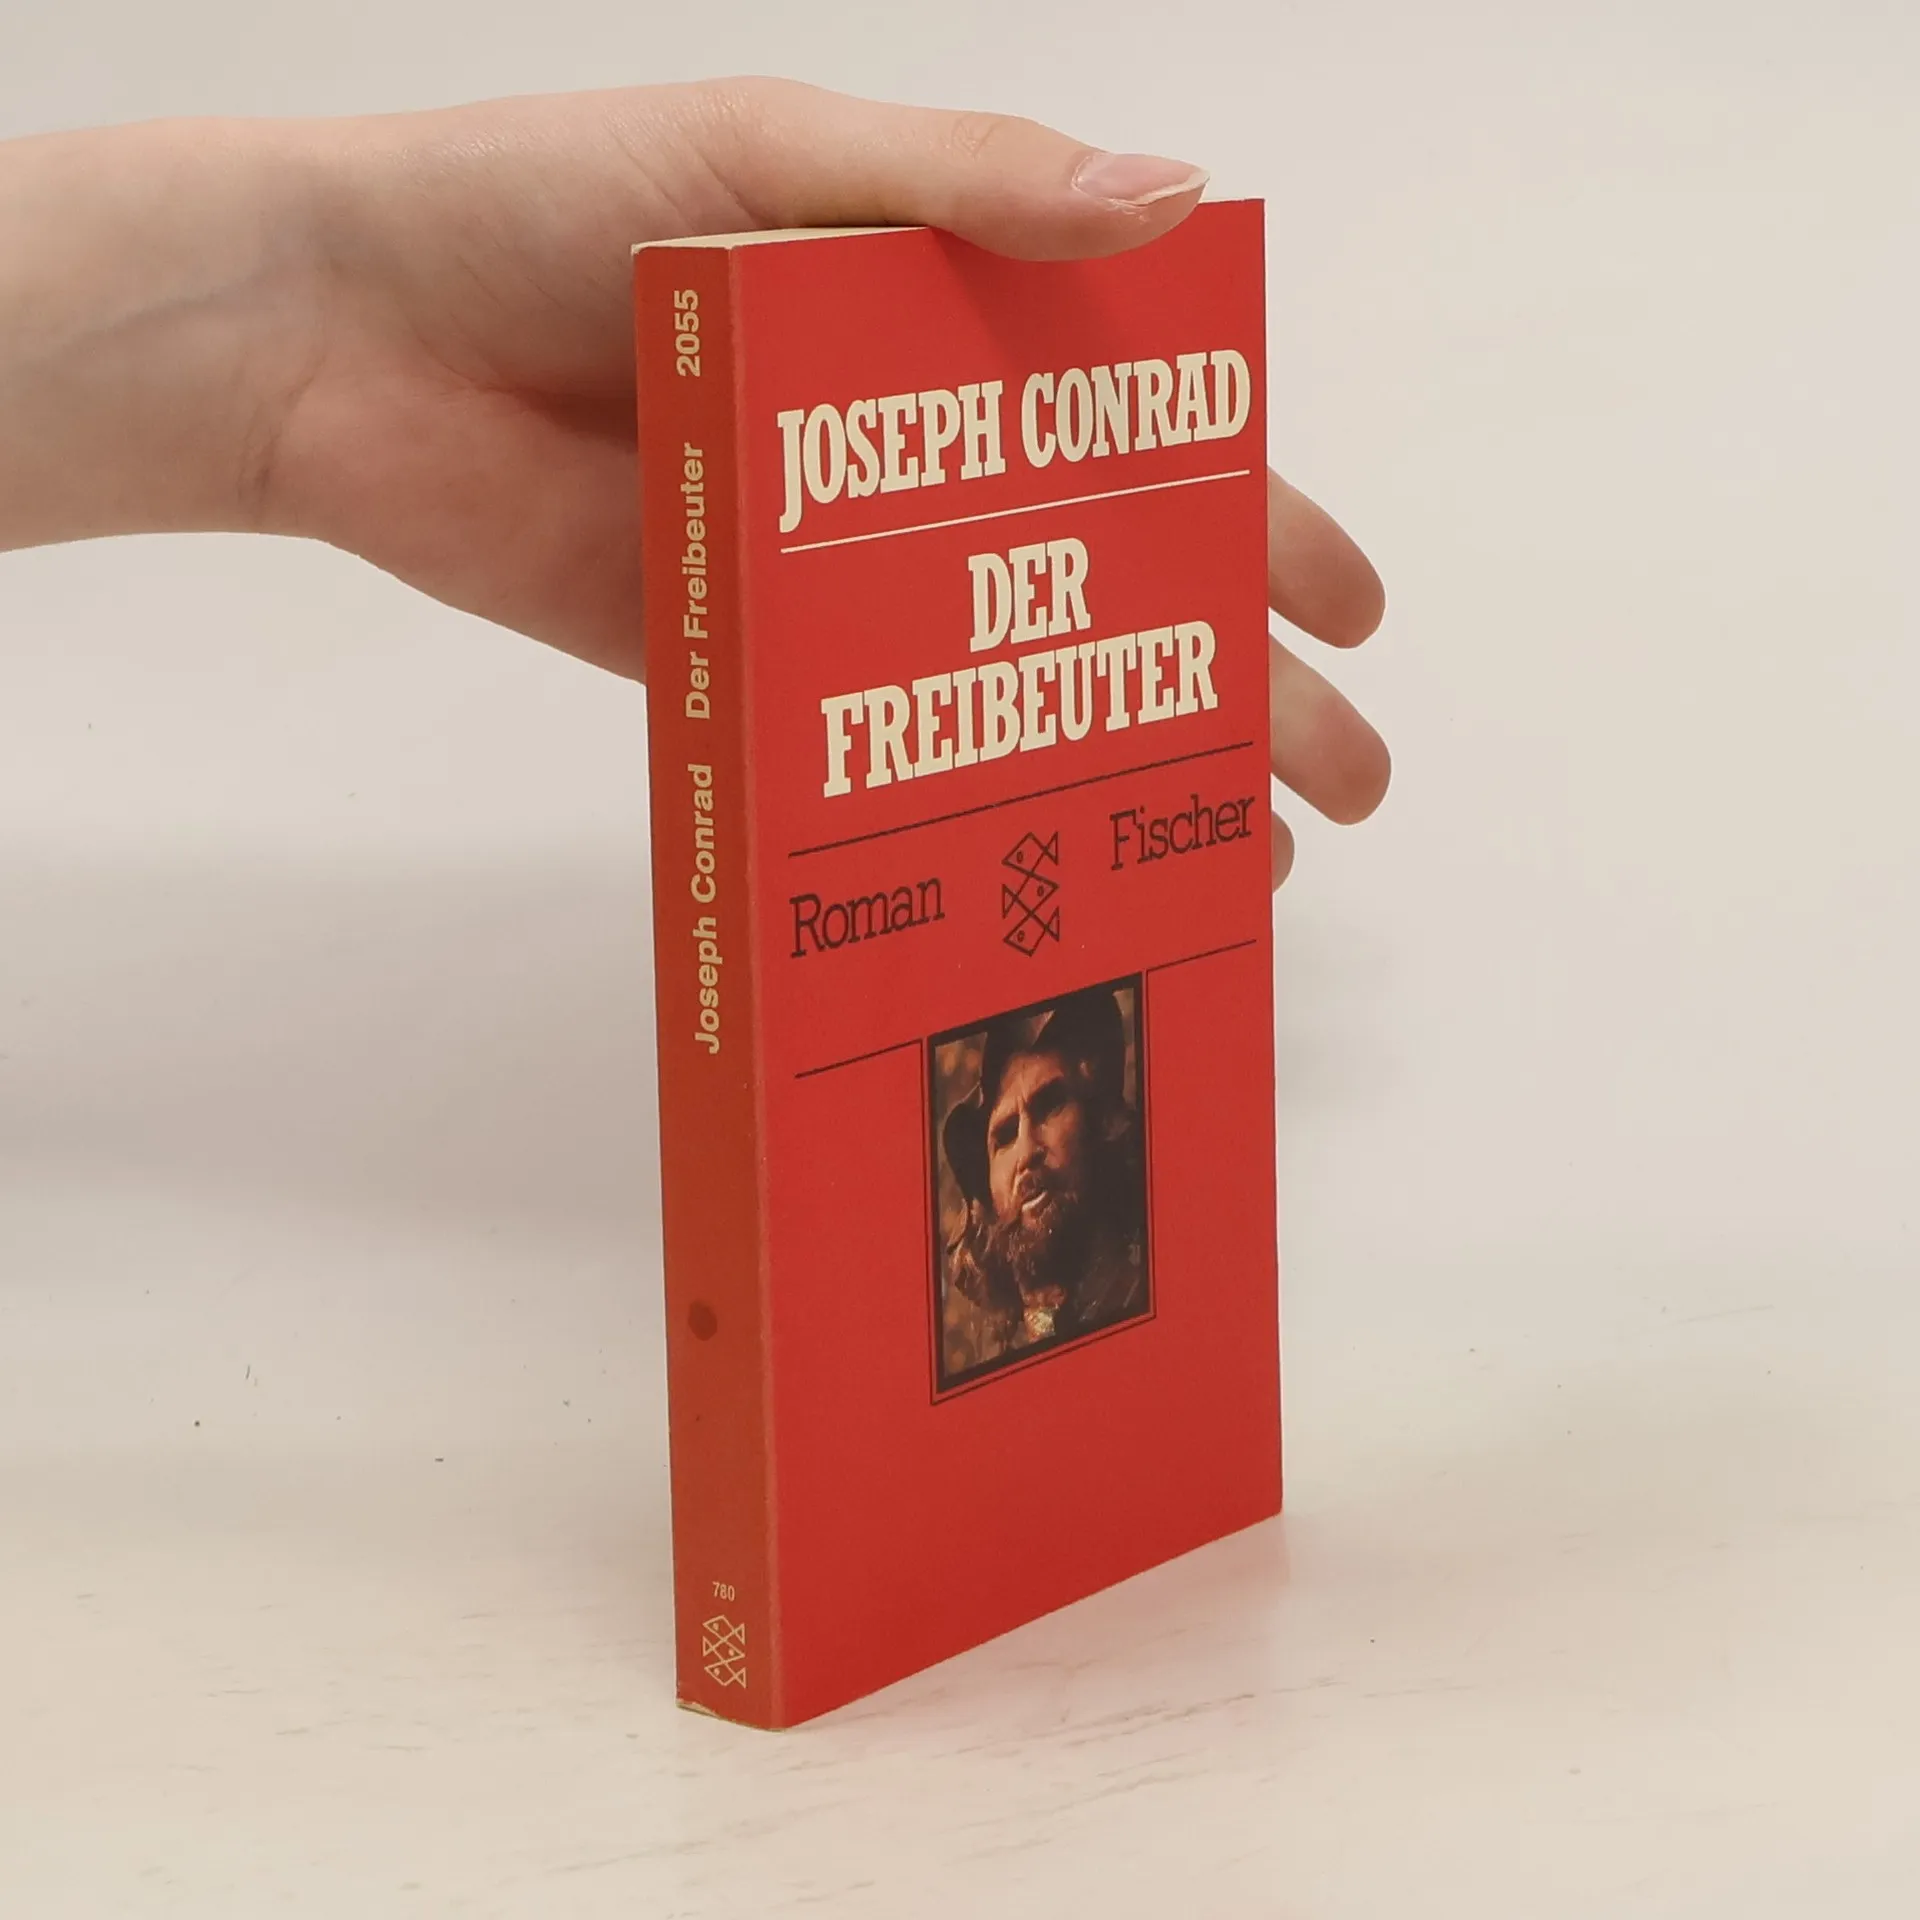 JOSEPH CONRAD
DER
FREIBEUTER
Roman Fischer
Joseph Conrad Der Freibeuter 2055
780